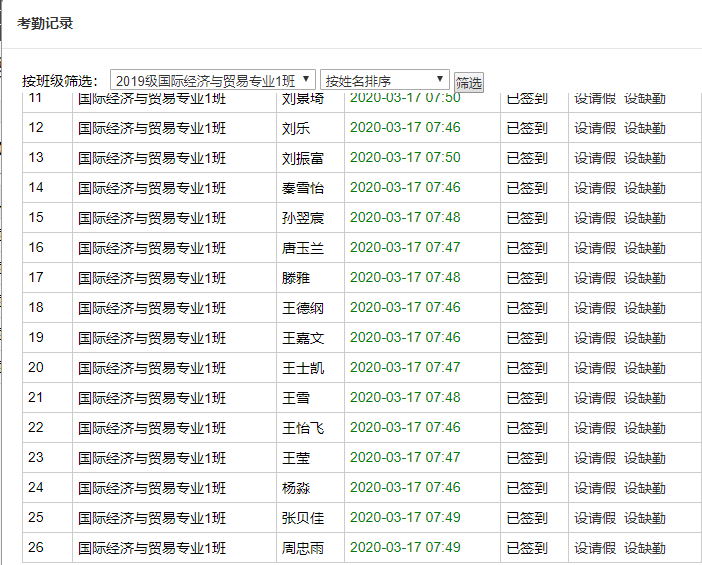 考勤记录
按班级筛选： 2019级国际经济与贸易专业1班 按姓名排序 筛选
11 国际经济与贸易专业1班 刘景琦 2020-03-17 07:50 已签到 设请假 设缺勤
12 国际经济与贸易专业1班 刘乐 2020-03-17 07:46 已签到 设请假 设缺勤
13 国际经济与贸易专业1班 刘振富 2020-03-17 07:50 已签到 设请假 设缺勤
14 国际经济与贸易专业1班 秦雪怡 2020-03-17 07:46 已签到 设请假 设缺勤
15 国际经济与贸易专业1班 孙翌宸 2020-03-17 07:48 已签到 设请假 设缺勤
16 国际经济与贸易专业1班 唐玉兰 2020-03-17 07:47 已签到 设请假 设缺勤
17 国际经济与贸易专业1班 滕雅 2020-03-17 07:48 已签到 设请假 设缺勤
18 国际经济与贸易专业1班 王德纲 2020-03-17 07:46 已签到 设请假 设缺勤
19 国际经济与贸易专业1班 王嘉文 2020-03-17 07:46 已签到 设请假 设缺勤
20 国际经济与贸易专业1班 王士凯 2020-03-17 07:47 已签到 设请假 设缺勤
21 国际经济与贸易专业1班 王雪 2020-03-17 07:48 已签到 设请假 设缺勤
22 国际经济与贸易专业1班 王怡飞 2020-03-17 07:46 已签到 设请假 设缺勤
23 国际经济与贸易专业1班 王莹 2020-03-17 07:47 已签到 设请假 设缺勤
24 国际经济与贸易专业1班 杨淼 2020-03-17 07:46 已签到 设请假 设缺勤
25 国际经济与贸易专业1班 张贝佳 2020-03-17 07:49 已签到 设请假 设缺勤
26 国际经济与贸易专业1班 周忠雨 2020-03-17 07:49 已签到 设请假 设缺勤